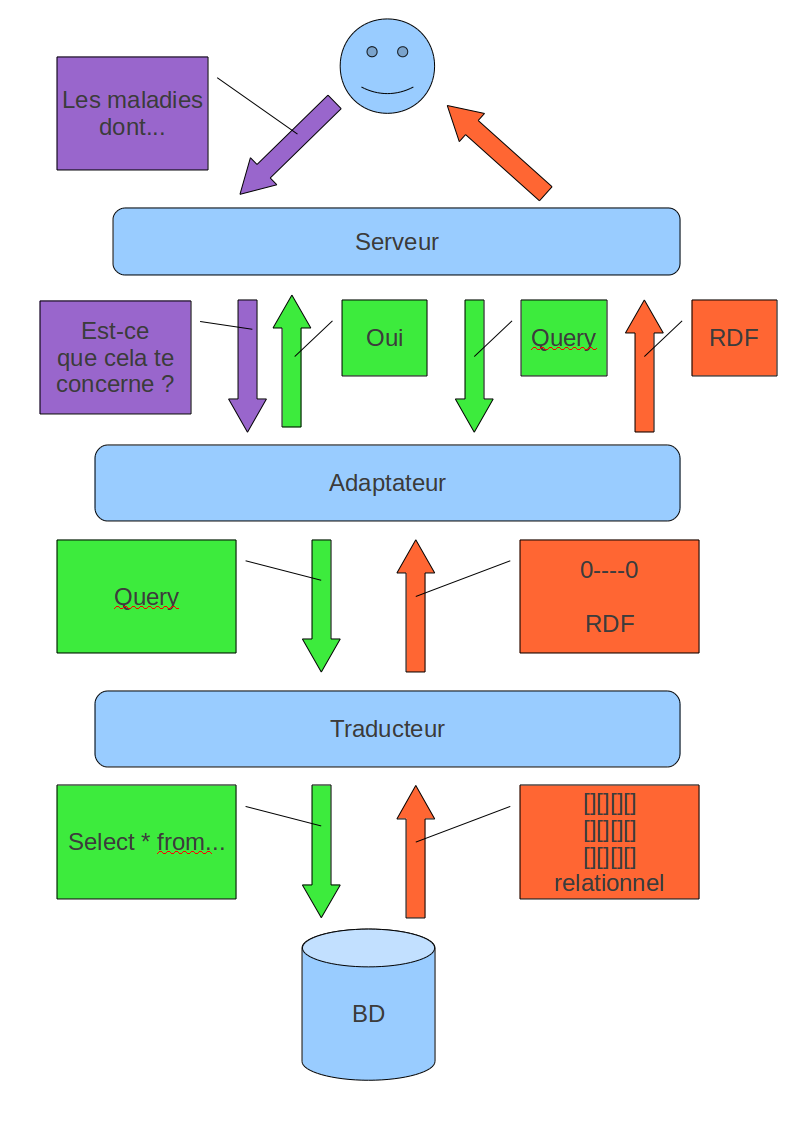 Les maladies
dont...
Serveur
Est-ce
que cela te
concerne ?
Oui
Query
RDF
Adaptateur
Query
0----0
RDF
Traducteur
Select * from...
[][][][]
[][][][]
[][][][]
relationnel
BD